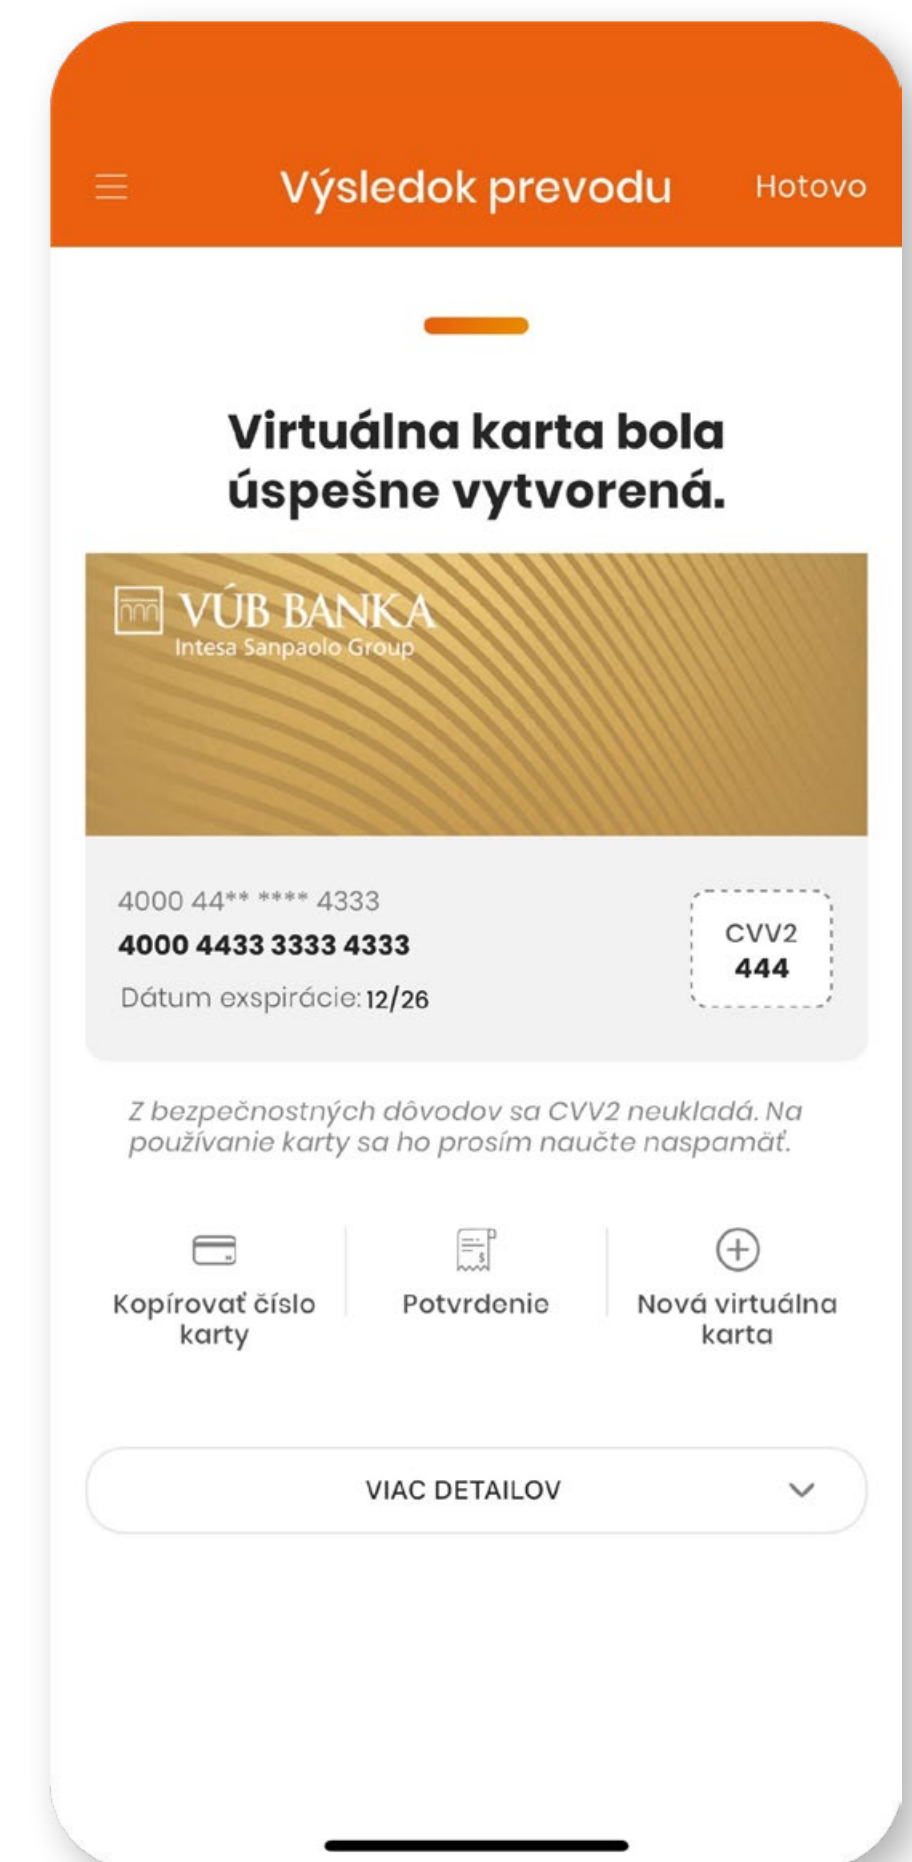 Výsledok prevodu
Hotovo
Virtuálna karta bola
úspešne vytvorená.
VÚB BANKA
Intesa Sanpaolo Group
4000 44** **** 4333
4000 4433 3333 4333
Dátum exspirácie: 12/26
CVV2
444
Z bezpečnostných dôvodov sa CVV2 neukladá. Na
používanie karty sa ho prosím naučte naspamäť.
Kopírovať číslo
karty
Potvrdenie
Nová virtuálna
karta
VIAC DETAILOV